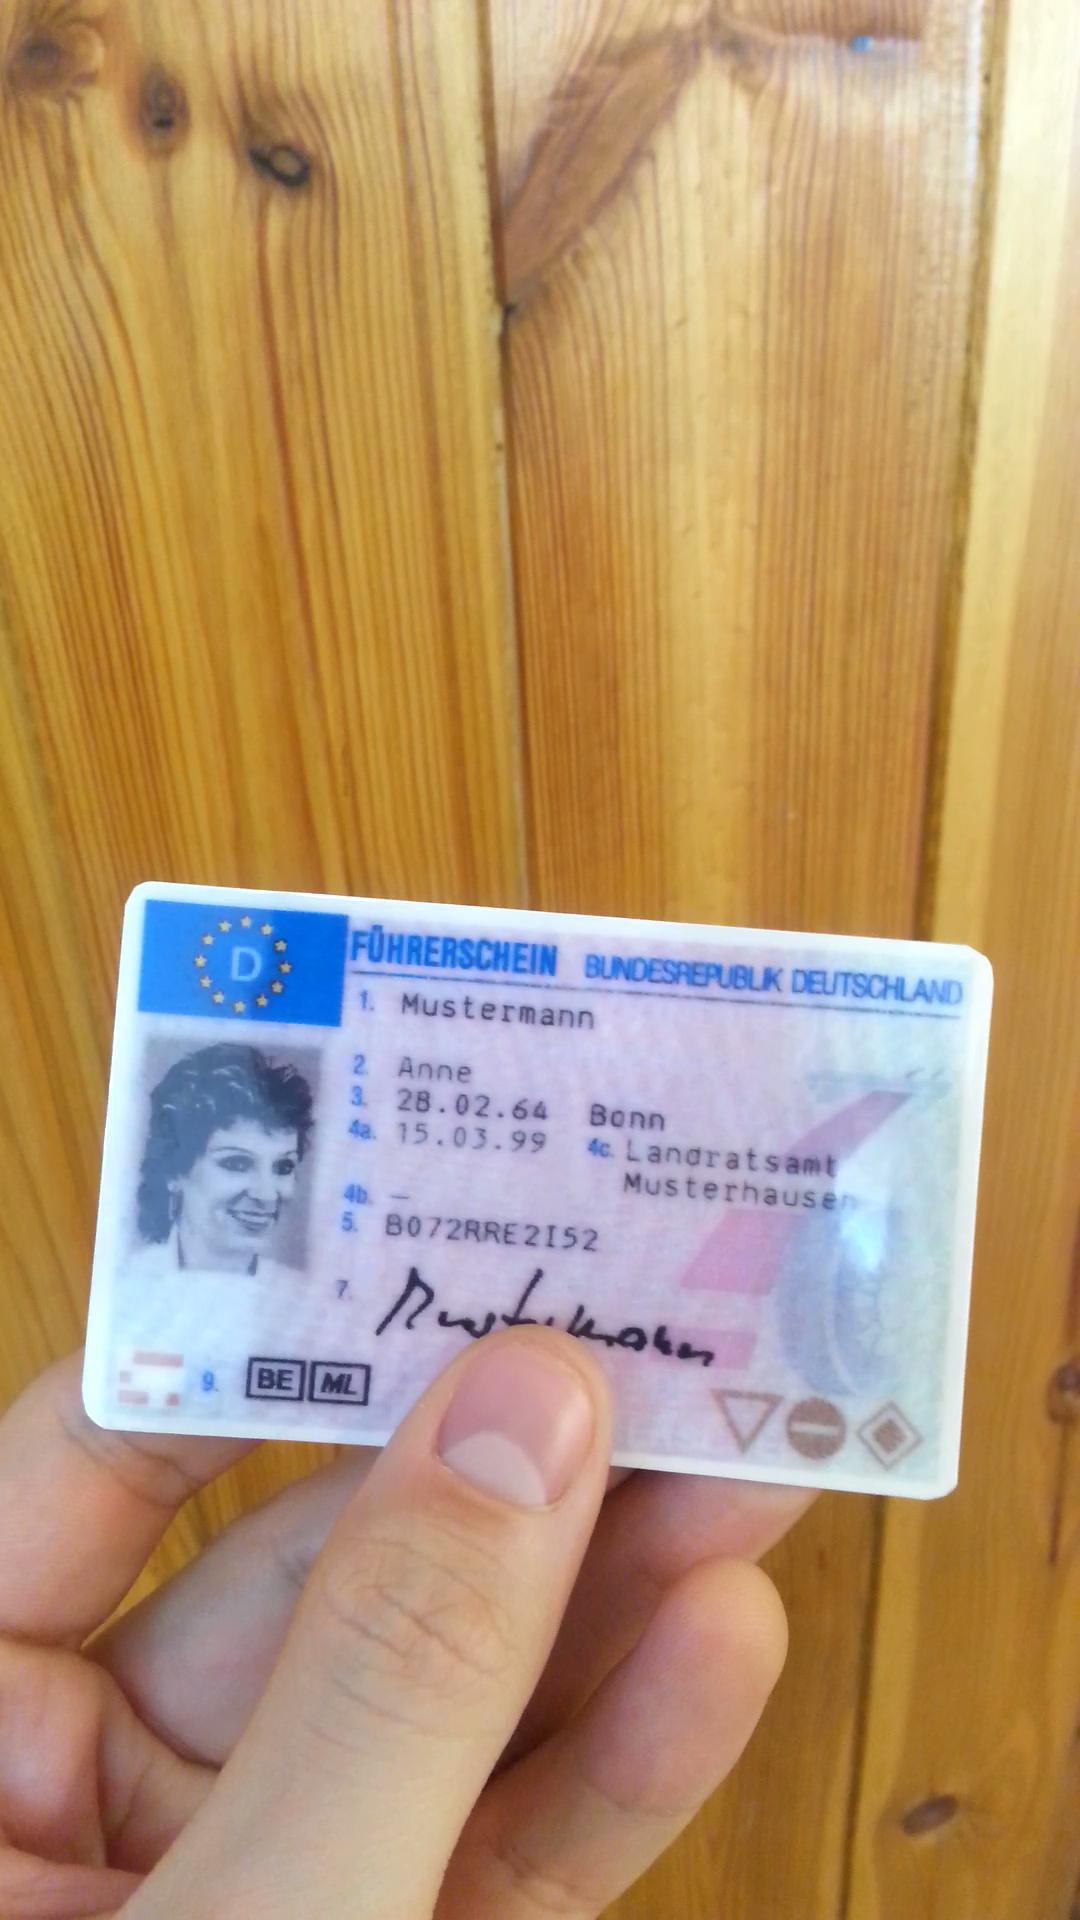 D
FÜHRERSCHEIN BUNDESREPUBLIK DEUTSCHLAND
1. Mustermann
2. Anne
3. 28.02.64 Bonn
4a. 15.03.99 4c. Landratsamt
Musterhausen
4b. —
5. B072RRE2I52
7. Mustermann
9. BE ML